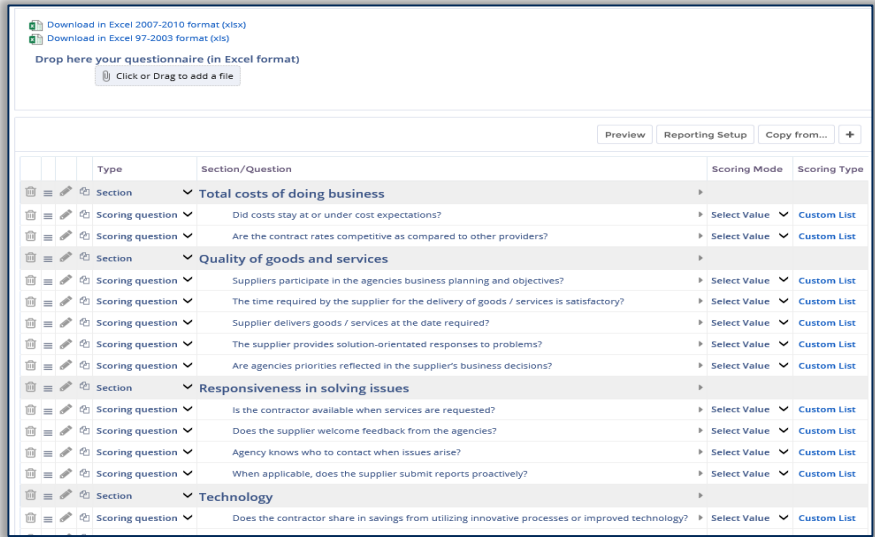 Download in Excel 2007-2010 format (xlsx)
Download in Excel 97-2003 format (xls)
Drop here your questionnaire (in Excel format)
Click or Drag to add a file
Preview Reporting Setup Copy from... +
Type Section/Question Scoring Mode Scoring Type
Section Total costs of doing business
Scoring question Did costs stay at or under cost expectations? Select Value Custom List
Scoring question Are the contract rates competitive as compared to other providers? Select Value Custom List
Section Quality of goods and services
Scoring question Suppliers participate in the agencies business planning and objectives? Select Value Custom List
Scoring question The time required by the supplier for the delivery of goods / services is satisfactory? Select Value Custom List
Scoring question Supplier delivers goods / services at the date required? Select Value Custom List
Scoring question The supplier provides solution-orientated responses to problems? Select Value Custom List
Scoring question Are agencies priorities reflected in the supplier's business decisions? Select Value Custom List
Section Responsiveness in solving issues
Scoring question Is the contractor available when services are requested? Select Value Custom List
Scoring question Does the supplier welcome feedback from the agencies? Select Value Custom List
Scoring question Agency knows who to contact when issues arise? Select Value Custom List
Scoring question When applicable, does the supplier submit reports proactively? Select Value Custom List
Section Technology
Scoring question Does the contractor share in savings from utilizing innovative processes or improved technology? Select Value Custom List